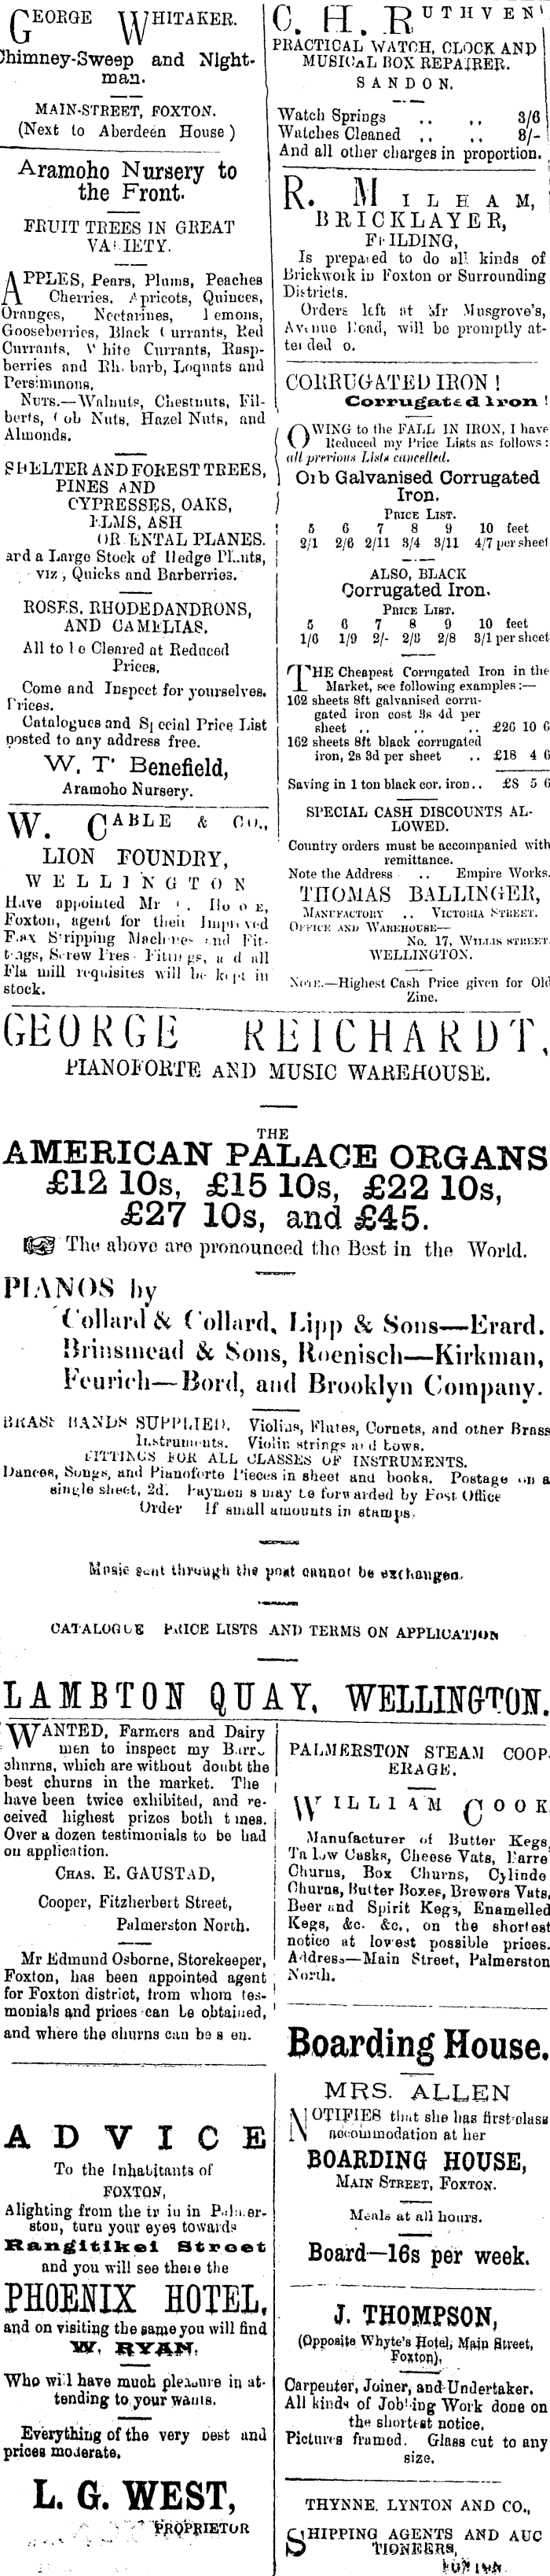 GEORGE WHITAKER.
Chimney-Sweep and Night-
man.
MAIN-STREET, FOXTON.
(Next to Aberdeen House)
Aramoho Nursery to
the Front.
FRUIT TREES IN GREAT
VARIETY.
APPLES, Pears, Plums, Peaches
Cherries, Apricots, Quinces,
Oranges, Nectarines, Lemons,
Gooseberries, Black Currants, Red
Currants, White Currants, Rasp-
berries and Rhubarb, Loquats and
Persimmons.
NUTS.—Walnuts, Chestnuts, Fil-
berts, Cob Nuts, Hazel Nuts, and
Almonds.
SHELTER AND FOREST TREES,
PINES AND
CYPRESSES, OAKS,
ELMS, ASH
ORIENTAL PLANES.
and a Large Stock of Hedge Plants,
viz, Quicks and Barberries.
ROSES, RHODEDANDRONS,
AND CAMELIAS.
All to be Cleared at Reduced
Prices,
Come and Inspect for yourselves.
Prices.
Catalogues and Special Price List
posted to any address free.
W. T. Benefield,
Aramoho Nursery.
W. CABLE & CO.,
LION FOUNDRY,
WELLINGTON
Have appointed Mr
Foxton, agent for their Improved
Flax Stripping Machines and Fit-
tings, Screw Press Fittings, and all
Fla mill requisites will be kept in
stock.
C. H. RUTHVEN
PRACTICAL WATCH, CLOCK AND
MUSICAL BOX REPAIRER.
SANDON.
Watch Springs .. .. 3/6
Watches Cleaned .. .. 8/-
And all other charges in proportion.
R. MILHAM,
BRICKLAYER,
FEILDING,
Is prepared to do all kinds of
Brickwork in Foxton or Surrounding
Districts.
Orders left at Mr Musgrove's,
Avenue Road, will be promptly at-
tended to.
CORRUGATED IRON!
Corrugated Iron!
OWING to the FALL IN IRON, I have
Reduced my Price Lists as follows:
all previous Lists cancelled.
Orb Galvanised Corrugated
Iron.
PRICE LIST.
5 6 7 8 9 10 feet
2/1 2/6 2/11 3/4 3/11 4/7 per sheet
ALSO, BLACK
Corrugated Iron.
PRICE LIST.
5 6 7 8 9 10 feet
1/6 1/9 2/- 2/3 2/8 3/1 per sheet
THE Cheapest Corrugated Iron in the
Market, see following examples:—
162 sheets 8ft galvanised corru-
gated iron cost 3s 4d per
sheet .. .. .. .. £26 10 6
162 sheets 8ft black corrugated
iron, 2s 3d per sheet .. £18 4 6
Saving in 1 ton black cor. iron.. £8 5 6
SPECIAL CASH DISCOUNTS AL-
LOWED.
Country orders must be accompanied with
remittance.
Note the Address .. Empire Works.
THOMAS BALLINGER,
MANUFACTORY .. VICTORIA STREET.
OFFICE AND WAREHOUSE—
No. 17, WILLIS STREET
WELLINGTON.
NOTE.—Highest Cash Price given for Old
Zinc.
GEORGE REICHARDT,
PIANOFORTE AND MUSIC WAREHOUSE.
THE
AMERICAN PALACE ORGANS
£12 10s, £15 10s, £22 10s,
£27 10s, and £45.
The above are pronounced the Best in the World.
PIANOS by
Collard & Collard, Lipp & Sons—Erard.
Brinsmead & Sons, Roenisch—Kirkman,
Feurich—Bord, and Brooklyn Company.
BRASS BANDS SUPPLIED. Violins, Flutes, Cornets, and other Brass
Instruments. Violin strings and bows.
FITTINGS FOR ALL CLASSES OF INSTRUMENTS.
Dances, Songs, and Pianoforte Pieces in sheet and books. Postage on a
single sheet, 2d. Paymen s may be forwarded by Post Office
Order If small amounts in stamps.
Music sent through the post cannot be exchanged.
CATALOGUE PRICE LISTS AND TERMS ON APPLICATION
LAMBTON QUAY, WELLINGTON.
WANTED, Farmers and Dairy
men to inspect my Barre
churns, which are without doubt the
best churns in the market. The
have been twice exhibited, and re-
ceived highest prizes both times.
Over a dozen testimonials to be had
on application.
CHAS. E. GAUSTAD,
Cooper, Fitzherbert Street,
Palmerston North.
Mr Edmund Osborne, Storekeeper,
Foxton, has been appointed agent
for Foxton district, from whom tes-
monials and prices can be obtained,
and where the churns can be s en.
ADVICE
To the Inhabitants of
FOXTON,
Alighting from the train in Palmer-
ston, turn your eyes towards
Rangitikei Street
and you will see there the
PHOENIX HOTEL,
and on visiting the same you will find
W. RYAN,
Who will have much pleasure in at-
tending to your wants.
Everything of the very best and
prices moderate.
L. G. WEST,
PROPRIETOR
PALMERSTON STEAM COOP-
ERAGE.
WILLIAM COOK
Manufacturer of Butter Kegs,
Tallow Casks, Cheese Vats, Barre
Churns, Box Churns, Cylinde
Churns, Butter Boxes, Brewers Vats,
Beer and Spirit Kegs, Enamelled
Kegs, &c. &c., on the shortest
notice at lowest possible prices.
Address—Main Street, Palmerston
North.
Boarding House.
MRS. ALLEN
NOTIFIES that she has first-class
accommodation at her
BOARDING HOUSE,
MAIN STREET, FOXTON.
Meals at all hours.
Board—16s per week.
J. THOMPSON,
(Opposite Whyte's Hotel, Main Street,
Foxton),
Carpenter, Joiner, and Undertaker.
All kinds of Jobbing Work done on
the shortest notice.
Pictures framed. Glass cut to any
size.
THYNNE, LYNTON AND CO.,
SHIPPING AGENTS AND AUC
TIONEERS,
FOXTON.